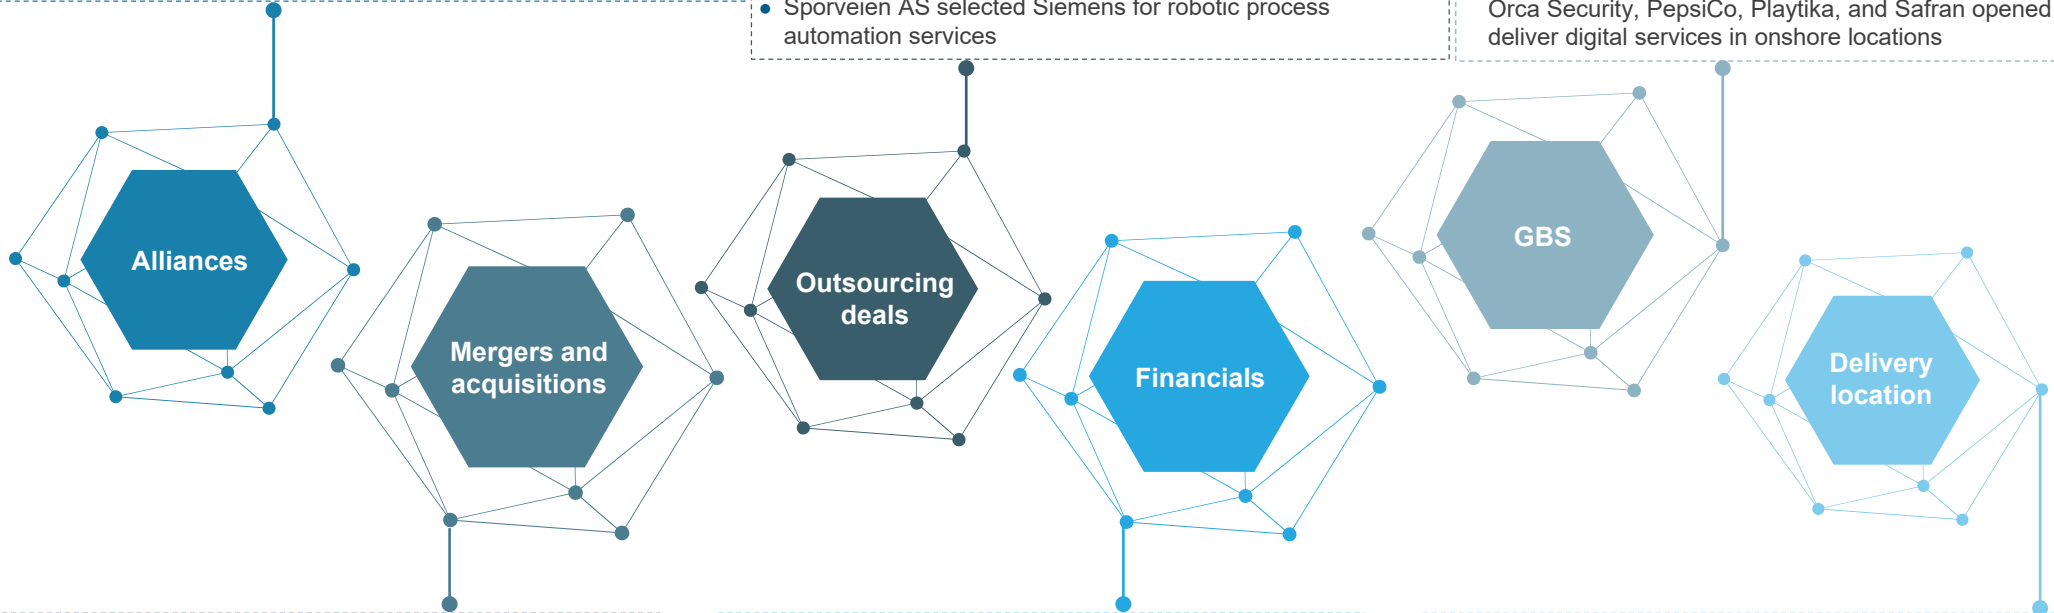 Sporveien AS selected Siemens for robotic process
automation services
Orca Security, PepsiCo, Playtika, and Safran opened
deliver digital services in onshore locations
Alliances
Mergers and
acquisitions
Outsourcing
deals
Financials
GBS
Delivery
location